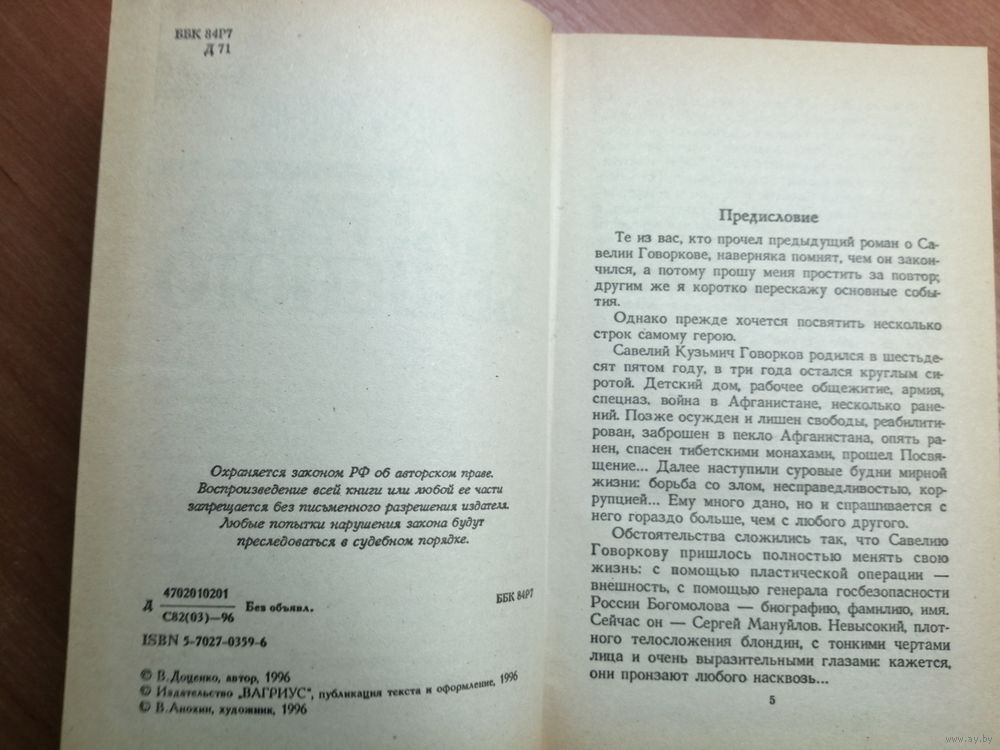 ББК 84Р7
Д 71
Охраняется законом РФ об авторском праве.
Воспроизведение всей книги или любой ее части
запрещается без письменного разрешения издателя.
Любые попытки нарушения закона будут
преследоваться в судебном порядке.
Д 4702010201 Без объявл.
С82(03)—96
ББК 84Р7
ISBN 5-7027-0359-6
© В. Доценко, автор, 1996
© Издательство „ВАГРИУС“, публикация текста и оформление, 1996
© В. Анохин, художник, 1996
Предисловие
Те из вас, кто прочел предыдущий роман о Са-
велии Говоркове, наверняка помнят, чем он закон-
чился, а потому прошу меня простить за повтор;
другим же я коротко перескажу основные собы-
тия.
Однако прежде хочется посвятить несколько
строк самому герою.
Савелий Кузьмич Говорков родился в шестьде-
сят пятом году, в три года остался круглым си-
ротой. Детский дом, рабочее общежитие, армия,
спецназ, война в Афганистане, несколько ране-
ний. Позже осужден и лишен свободы, реабилити-
рован, заброшен в пекло Афганистана, опять ра-
нен, спасен тибетскими монахами, прошел Посвя-
щение... Далее наступили суровые будни мирной
жизни: борьба со злом, несправедливостью, кор-
рупцией... Ему много дано, но и спрашивается с
него гораздо больше, чем с любого другого.
Обстоятельства сложились так, что Савелию
Говоркову пришлось полностью менять свою
жизнь: с помощью пластической операции —
внешность, с помощью генерала госбезопасности
России Богомолова — биографию, фамилию, имя.
Сейчас он — Сергей Мануйлов. Невысокий, плот-
ного телосложения блондин, с тонкими чертами
лица и очень выразительными глазами: кажется,
они пронзают любого насквозь...
5
www.ay.by